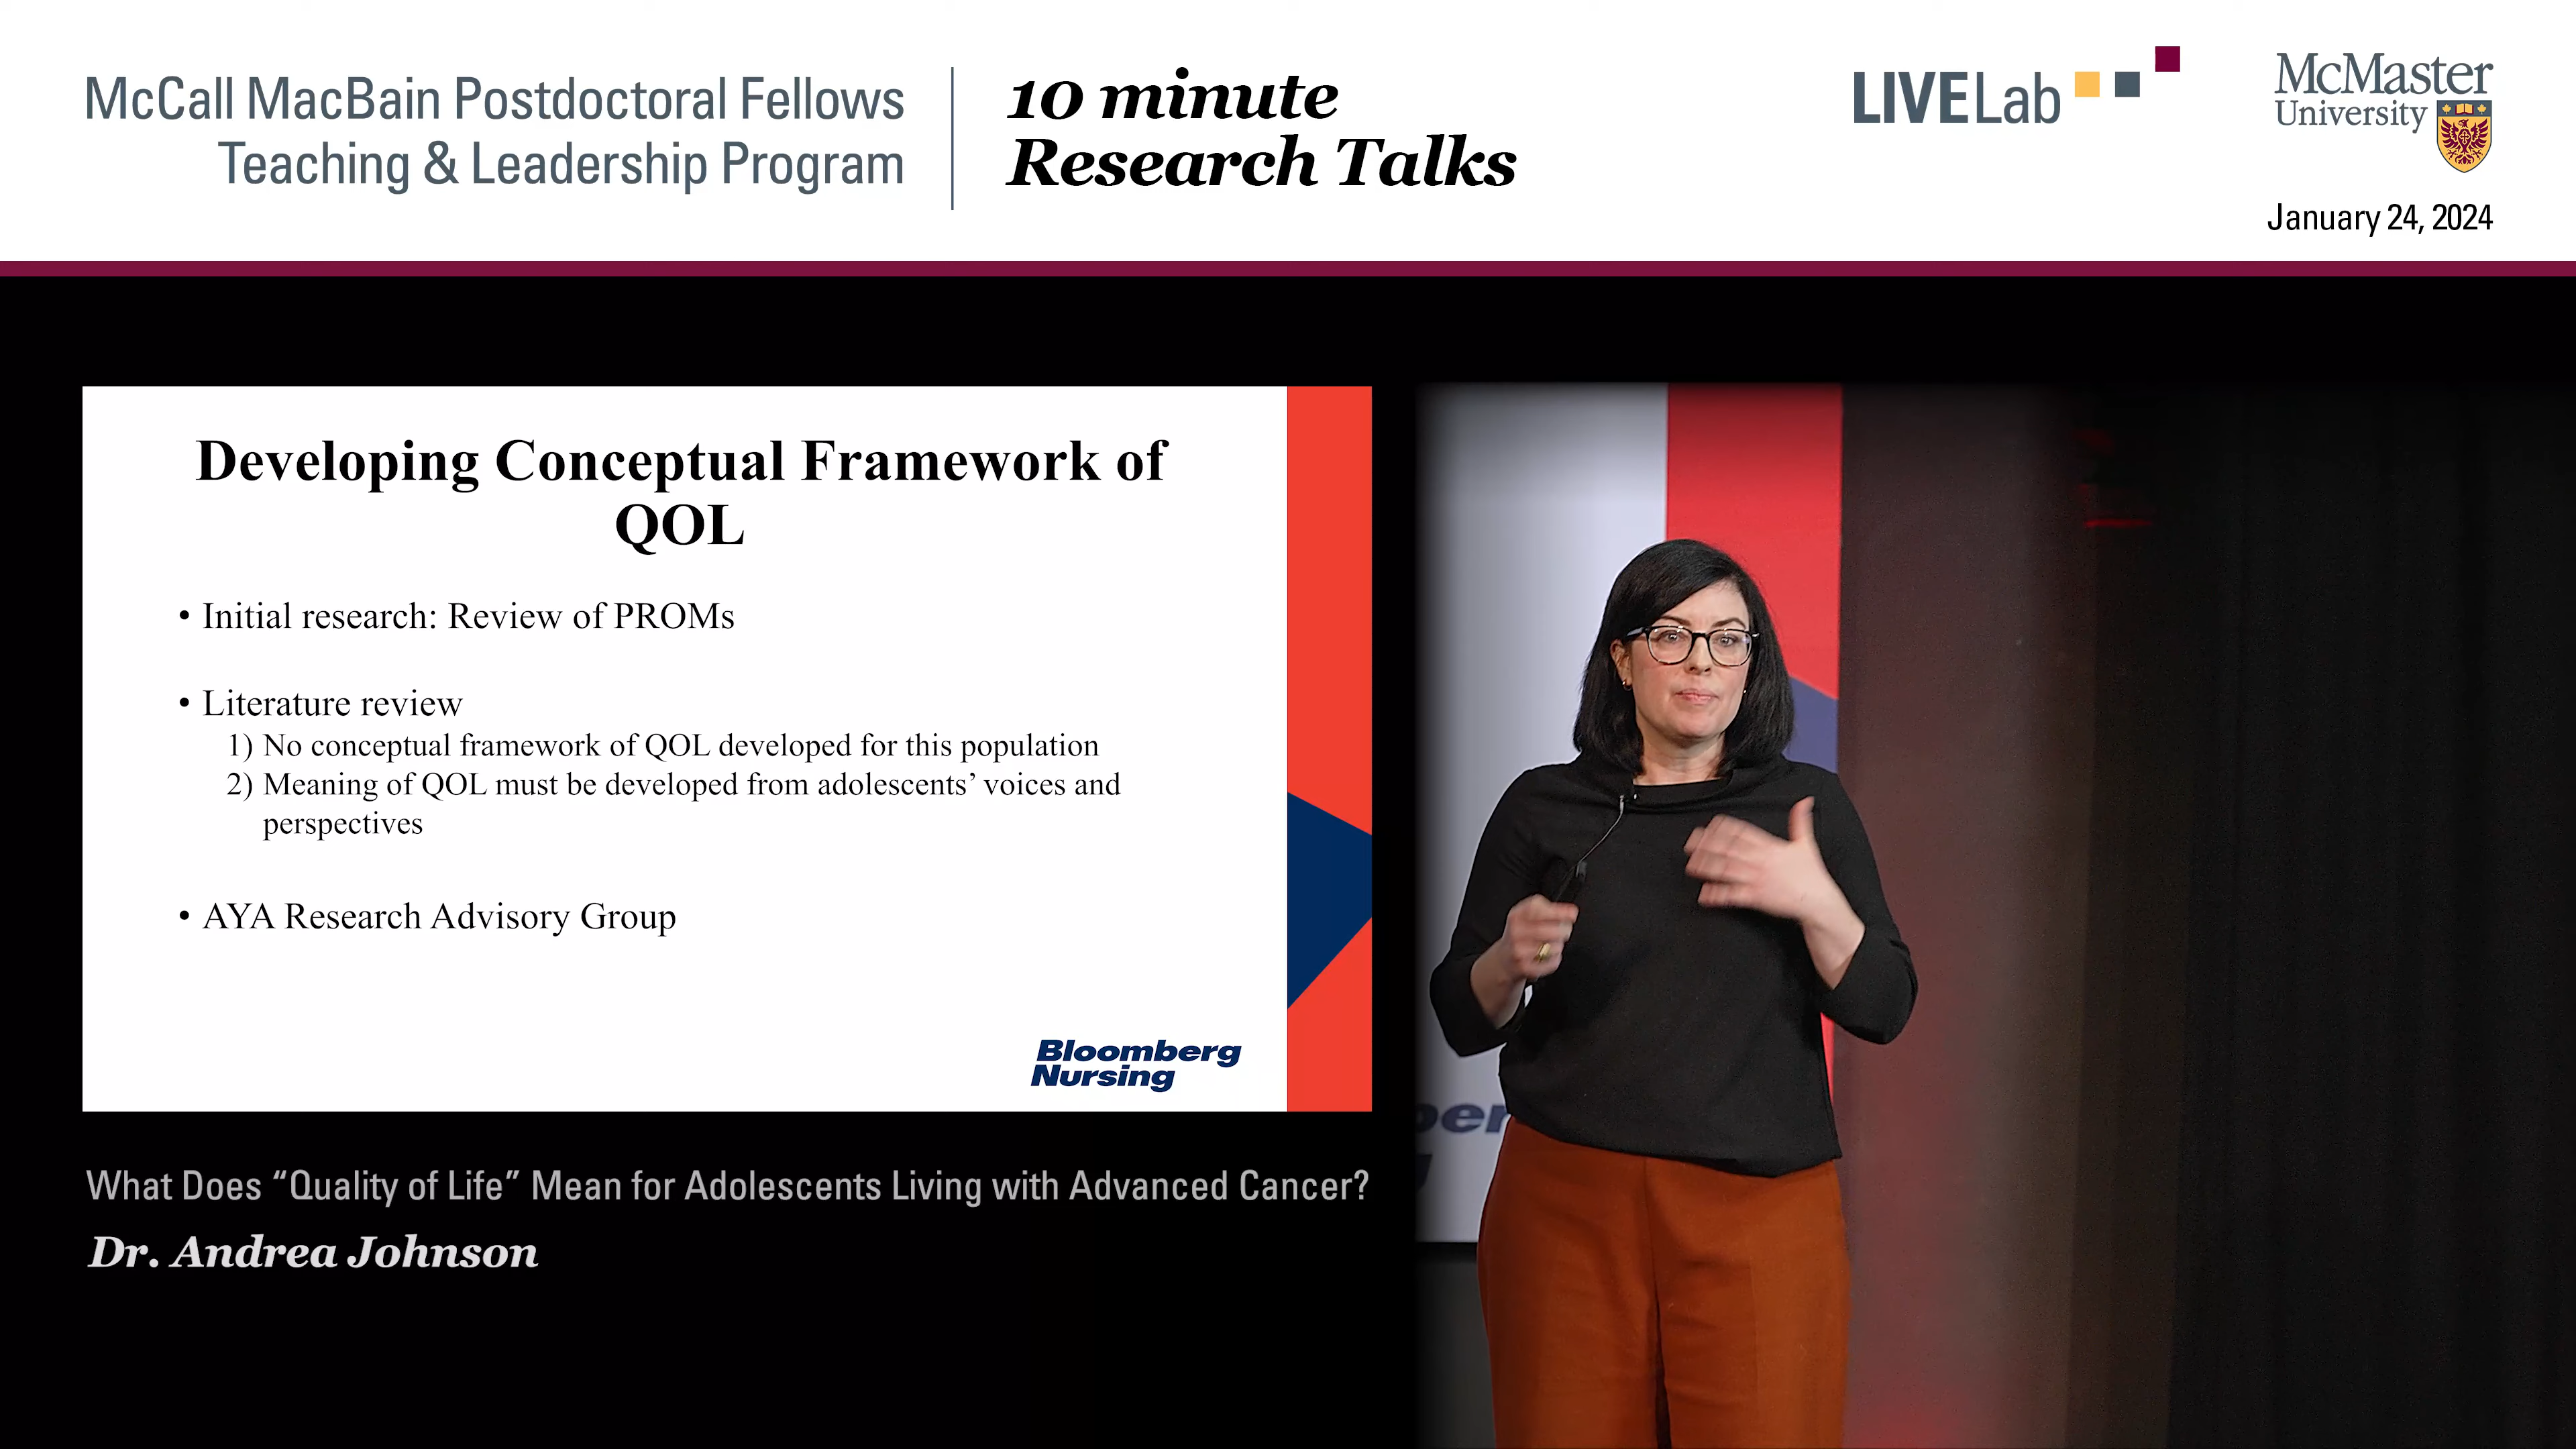 McCall MacBain Postdoctoral Fellows
Teaching & Leadership Program
10 minute
Research Talks
LIVELab
McMaster
University
January 24, 2024
Developing Conceptual Framework of
QOL
• Initial research: Review of PROMs
• Literature review
1) No conceptual framework of QOL developed for this population
2) Meaning of QOL must be developed from adolescents’ voices and
perspectives
• AYA Research Advisory Group
Bloomberg
Nursing
What Does “Quality of Life” Mean for Adolescents Living with Advanced Cancer?
Dr. Andrea Johnson